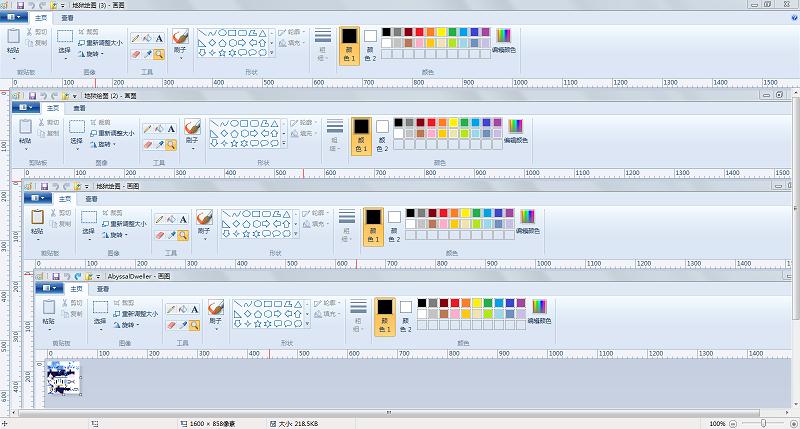 地狱绘图 (3) - 画图
主页 查看
粘贴 剪切 复制 选择 裁剪 重新调整大小 旋转 刷子 轮廓 填充 粗细 颜色 1 颜色 2 编辑颜色
剪贴板 图像 工具 形状 颜色
0 100 200 300 400 500 600 700 800 900 1000 1100 1200 1300 1400 1500
地狱绘图 (2) - 画图
主页 查看
粘贴 剪切 复制 选择 裁剪 重新调整大小 旋转 A 刷子 轮廓 填充 粗细 颜色 1 颜色 2 编辑颜色
剪贴板 图像 工具 形状 颜色
0 100 200 300 400 500 600 700 800 900 1000 1100 1200 1300 1400 1500
地狱绘图 - 画图
主页 查看
粘贴 剪切 复制 选择 裁剪 重新调整大小 旋转 A 刷子 轮廓 填充 粗细 颜色 1 颜色 2 编辑颜色
剪贴板 图像 工具 形状 颜色
0 100 200 300 400 500 600 700 800 900 1000 1100 1200 1300 1400
AbyssalDweller - 画图
主页 查看
粘贴 剪切 复制 选择 裁剪 重新调整大小 旋转 A 刷子 轮廓 填充 粗细 颜色 1 颜色 2 编辑颜色
剪贴板 图像 工具 形状 颜色
0 100 200 300 400 500 600 700 800 900 1000 1100 1200 1300 1400
1600 × 858像素 大小: 218.5KB 100%